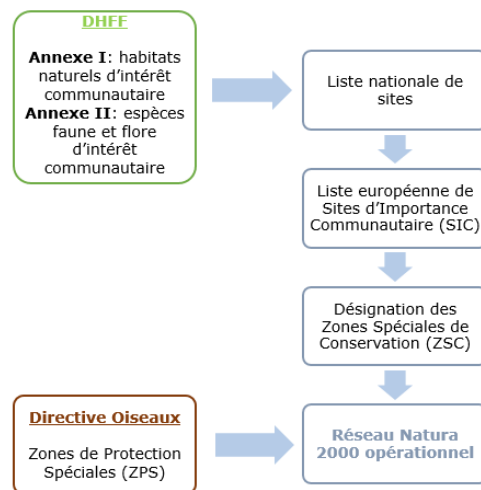 DHFF
Annexe I: habitats
naturels d'intérêt
communautaire
Annexe II: espèces
faune et flore
d'intérêt
communautaire
Liste nationale de
sites
Liste européenne de
Sites d'Importance
Communautaire (SIC)
Désignation des
Zones Spéciales de
Conservation (ZSC)
Directive Oiseaux
Zones de Protection
Spéciales (ZPS)
Réseau Natura
2000 opérationnel